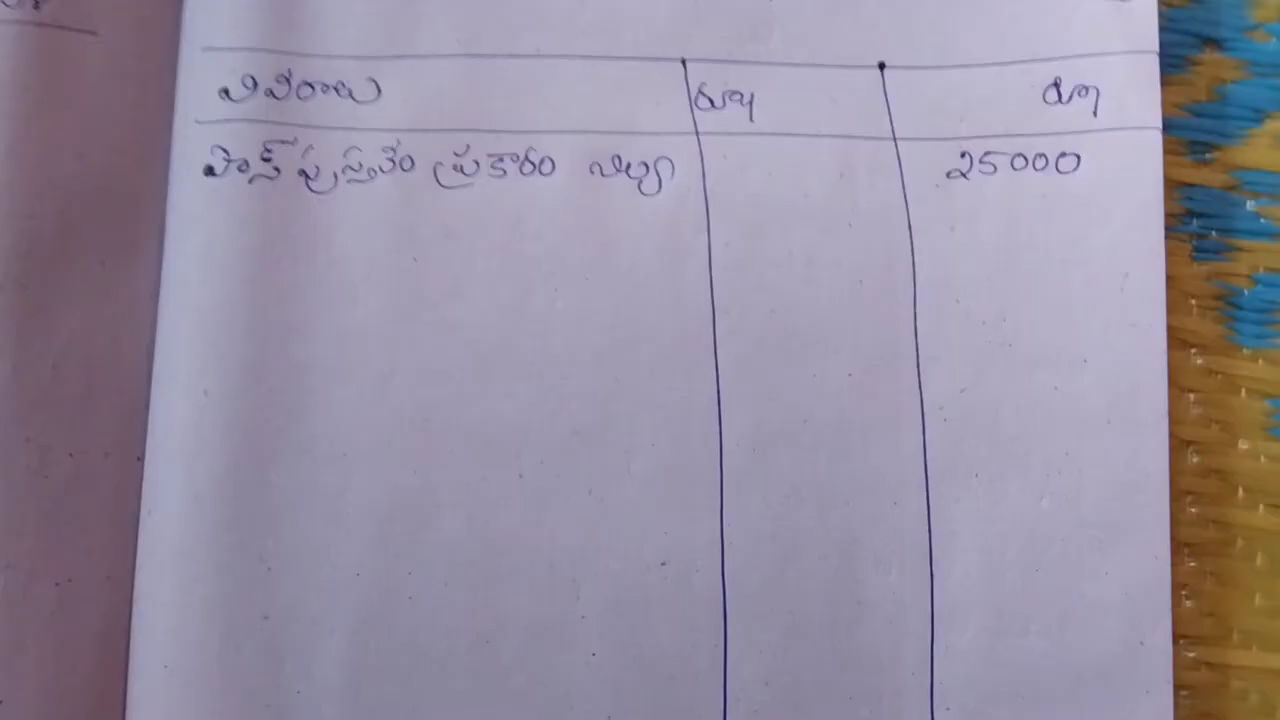 వివరాలు రూ॥ రూ॥
పాస్ పుస్తకం ప్రకారం నిల్వ 25000